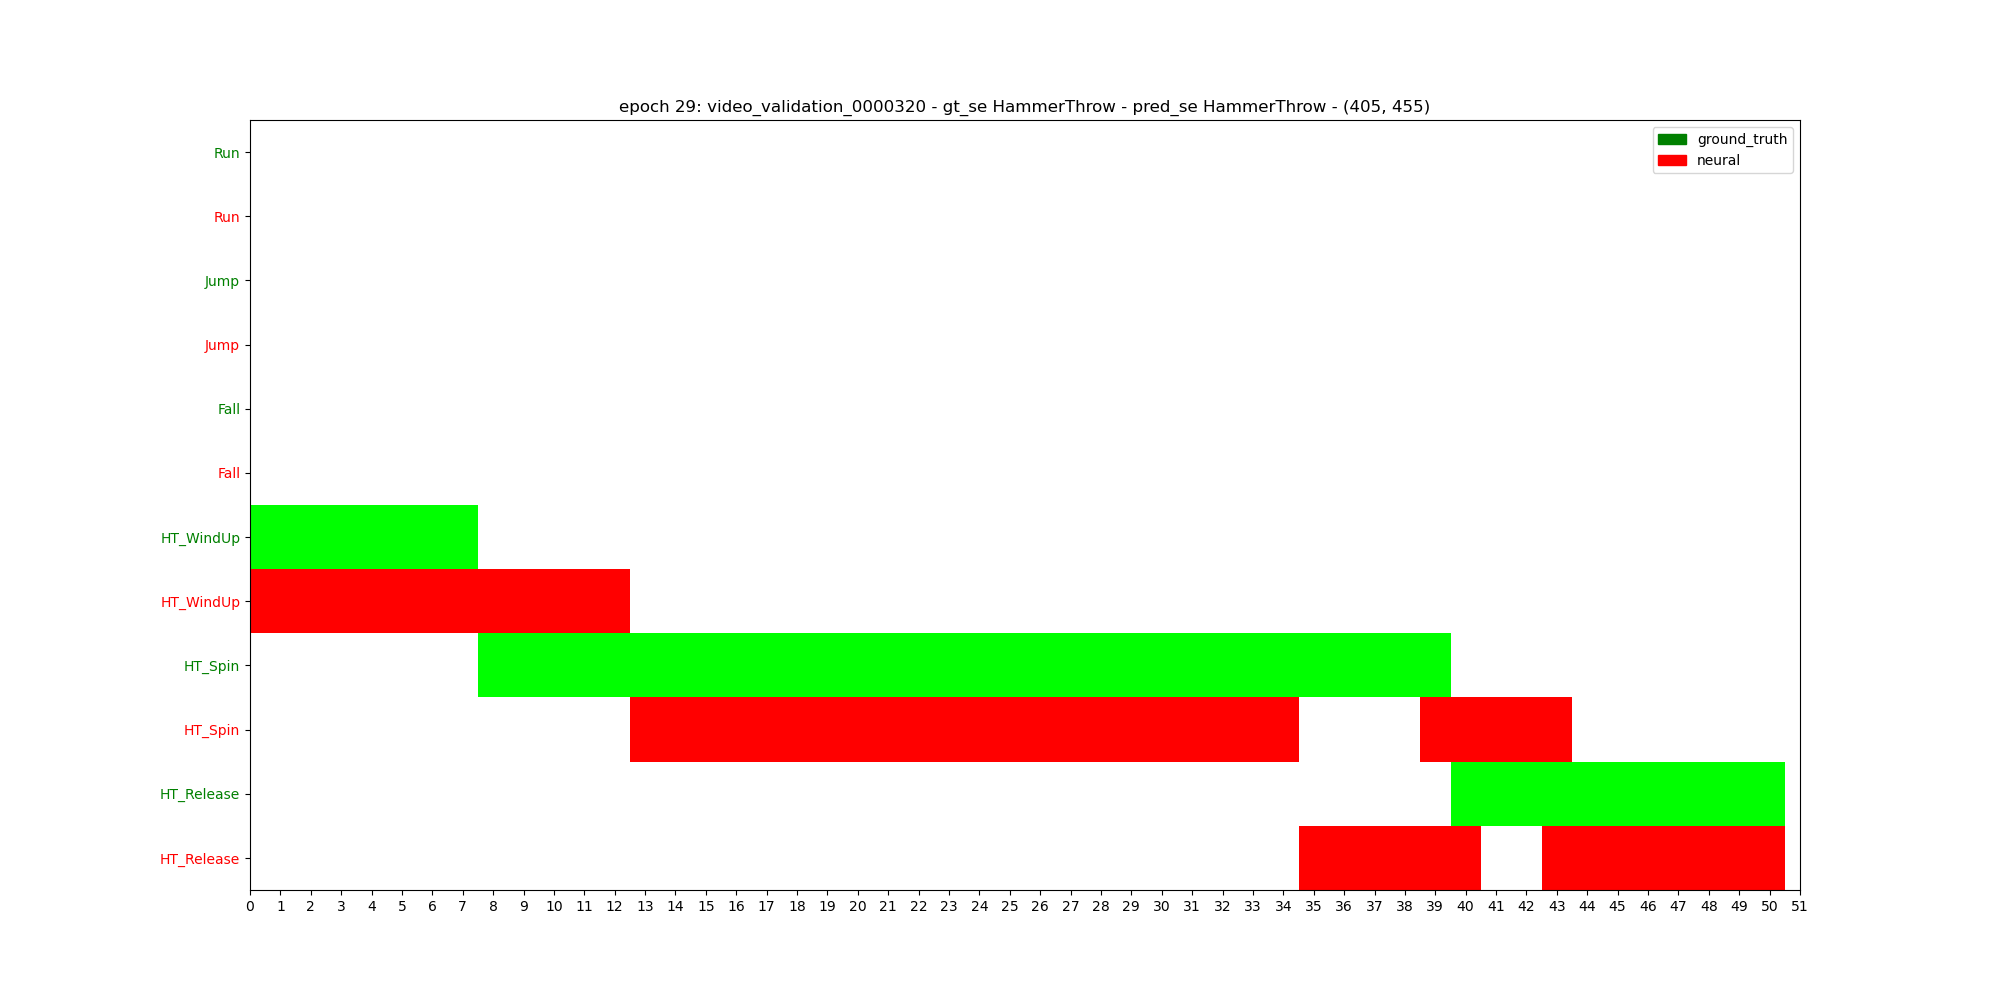 epoch 29: video_validation_0000320 - gt_se HammerThrow - pred_se HammerThrow - (405, 455)
ground_truth
neural
Run
Run
Jump
Jump
Fall
Fall
HT_WindUp
HT_WindUp
HT_Spin
HT_Spin
HT_Release
HT_Release
0 1 2 3 4 5 6 7 8 9 10 11 12 13 14 15 16 17 18 19 20 21 22 23 24 25 26 27 28 29 30 31 32 33 34 35 36 37 38 39 40 41 42 43 44 45 46 47 48 49 50 51